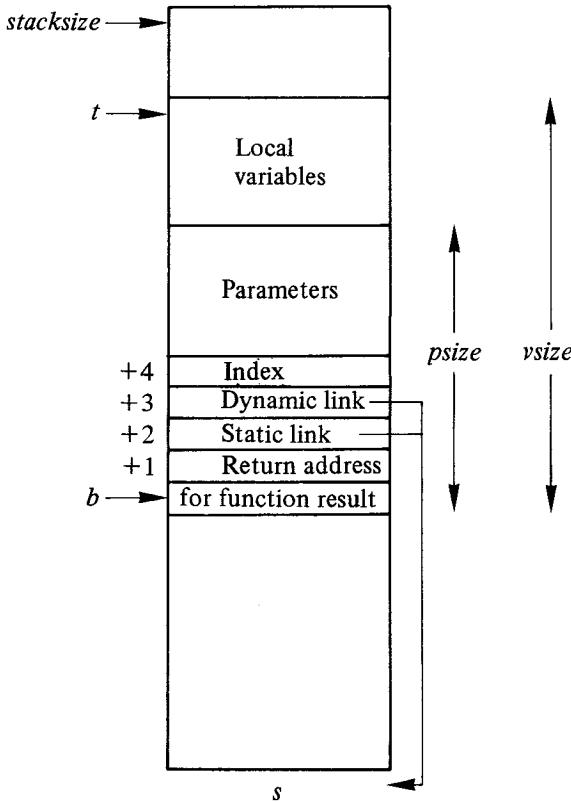 stacksize
t
Local
variables
Parameters
psize
vsize
+4 Index
+3 Dynamic link
+2 Static link
+1 Return address
b for function result
s